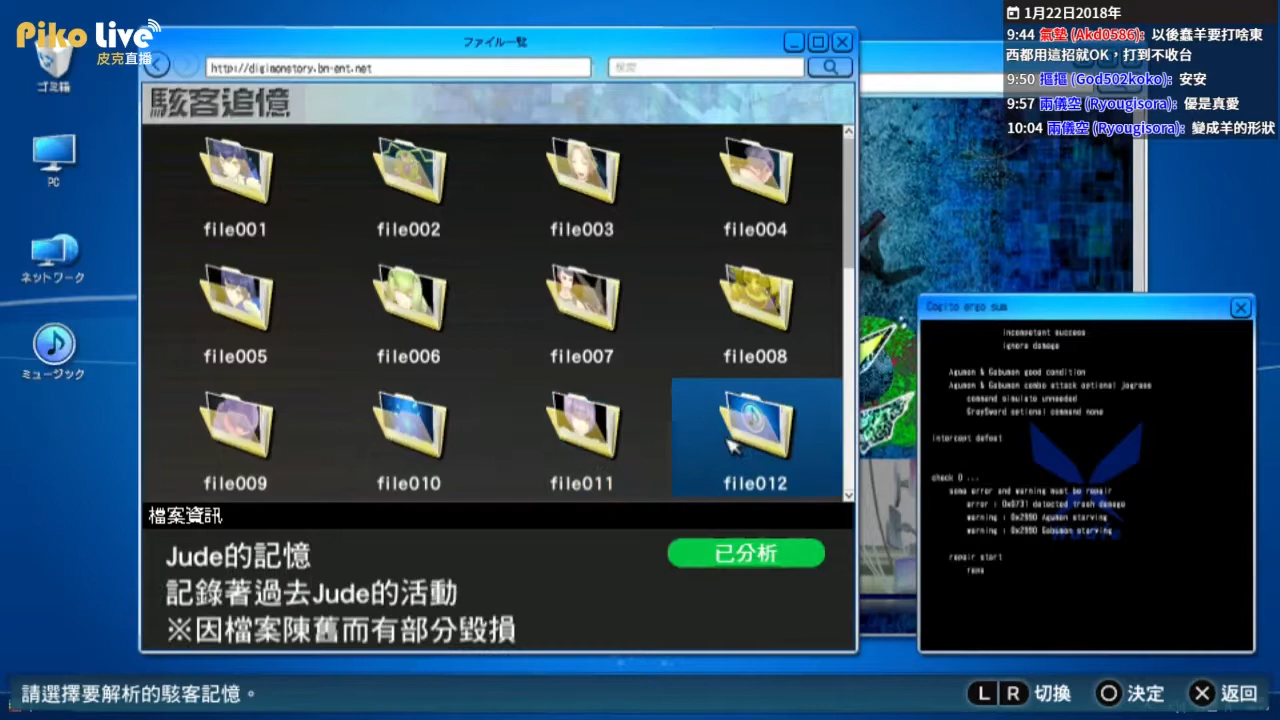 Piko Live
皮克直播
ゴミ箱
PC
ネットワーク
ミュージック
ファイル一覧
http://digimonstory.bn-ent.net
検索
駭客追憶
file001
file002
file003
file004
file005
file006
file007
file008
file009
file010
file011
file012
檔案資訊
Jude的記憶
已分析
記錄著過去Jude的活動
※因檔案陳舊而有部分毀損
1月22日2018年
9:44 氣墊 (Akd0586): 以後蠢羊要打啥東
西都用這招就OK，打到不收台
9:50 摳摳 (God502koko): 安安
9:57 兩儀空 (Ryougisora): 優是真愛
10:04 兩儀空 (Ryougisora): 變成羊的形狀
Cogito ergo sum
incompetent success
ignore damage
Agumon & Gabumon good condition
Agumon & Gabumon combo attack optional jogress
command simulate unneeded
GraySword optional command none
intercept defeat
check 0 ...
some error and warning must be repair
error : 0x0731 detected trash damage
warning : 0x2990 Agumon starving
warning : 0x2990 Gabumon starving
repair start
請選擇要解析的駭客記憶。
L R 切換
決定
返回